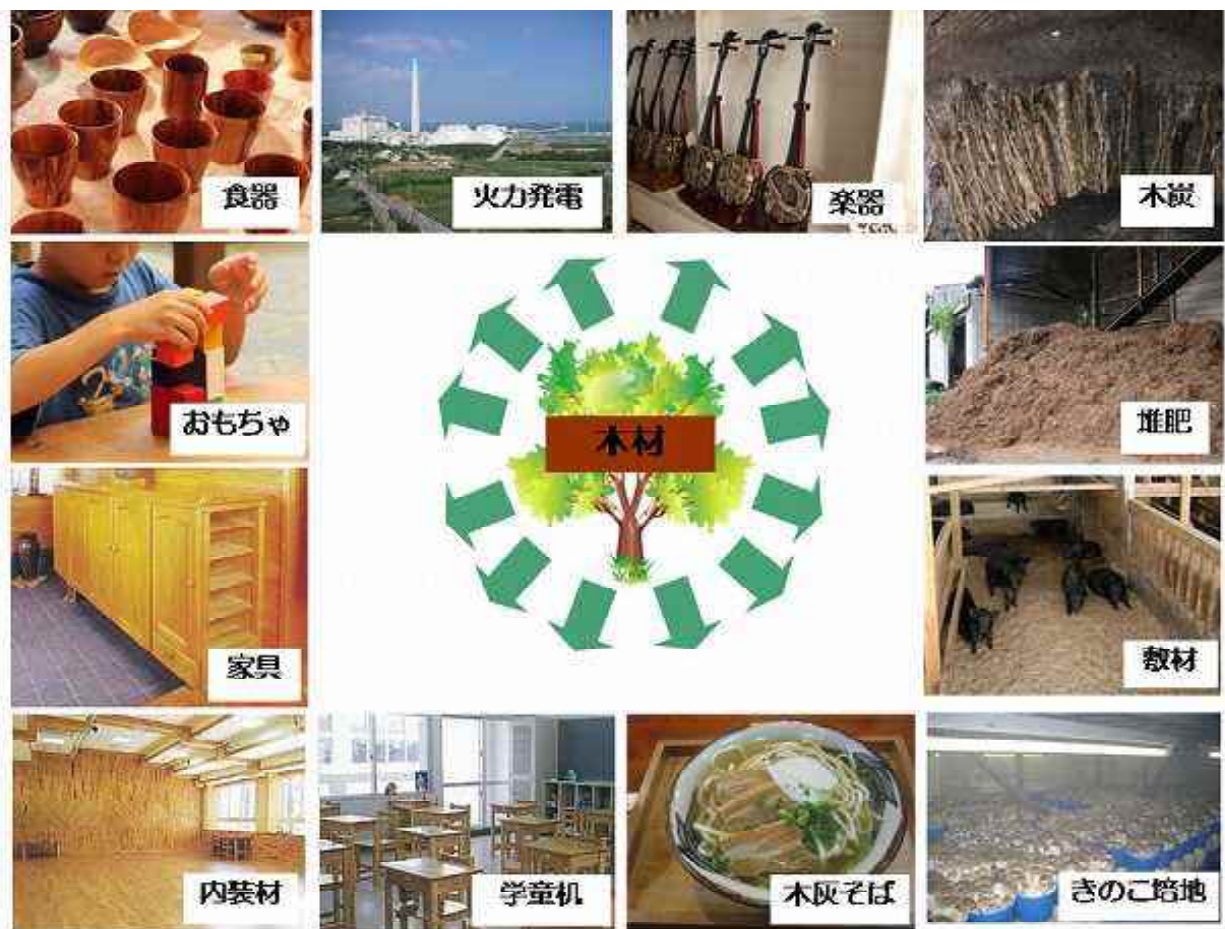 食器
火力発電
楽器
木炭
おもちゃ
木材
堆肥
家具
敷材
内装材
学童机
木灰そば
きのこ培地